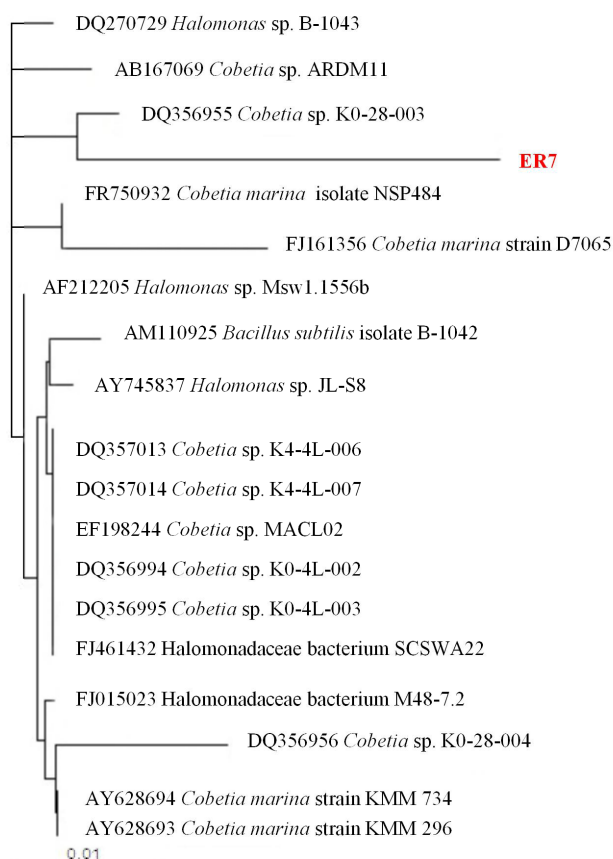 DQ270729 Halomonas sp. B-1043
AB167069 Cobetia sp. ARDM11
DQ356955 Cobetia sp. K0-28-003
ER7
FR750932 Cobetia marina isolate NSP484
FJ161356 Cobetia marina strain D7065
AF212205 Halomonas sp. Msw1.1556b
AM110925 Bacillus subtilis isolate B-1042
AY745837 Halomonas sp. JL-S8
DQ357013 Cobetia sp. K4-4L-006
DQ357014 Cobetia sp. K4-4L-007
EF198244 Cobetia sp. MACL02
DQ356994 Cobetia sp. K0-4L-002
DQ356995 Cobetia sp. K0-4L-003
FJ461432 Halomonadaceae bacterium SCSWA22
FJ015023 Halomonadaceae bacterium M48-7.2
DQ356956 Cobetia sp. K0-28-004
AY628694 Cobetia marina strain KMM 734
AY628693 Cobetia marina strain KMM 296
0.01